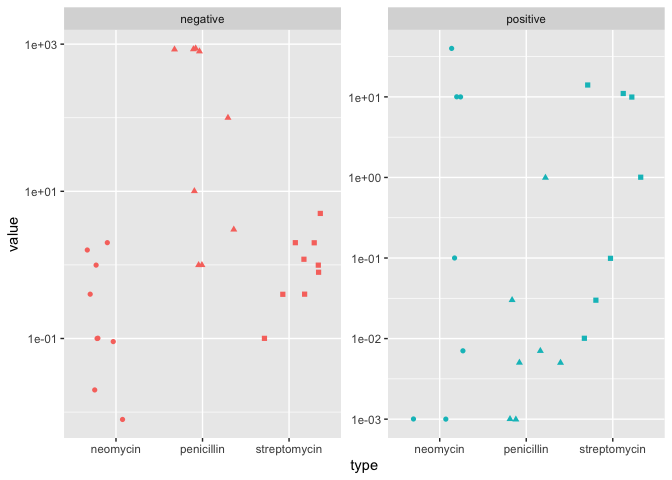 negative
positive
1e+03
1e+01
1e-01
1e+01
1e+00
1e-01
1e-02
1e-03
value
neomycin penicillin streptomycin
neomycin penicillin streptomycin
type